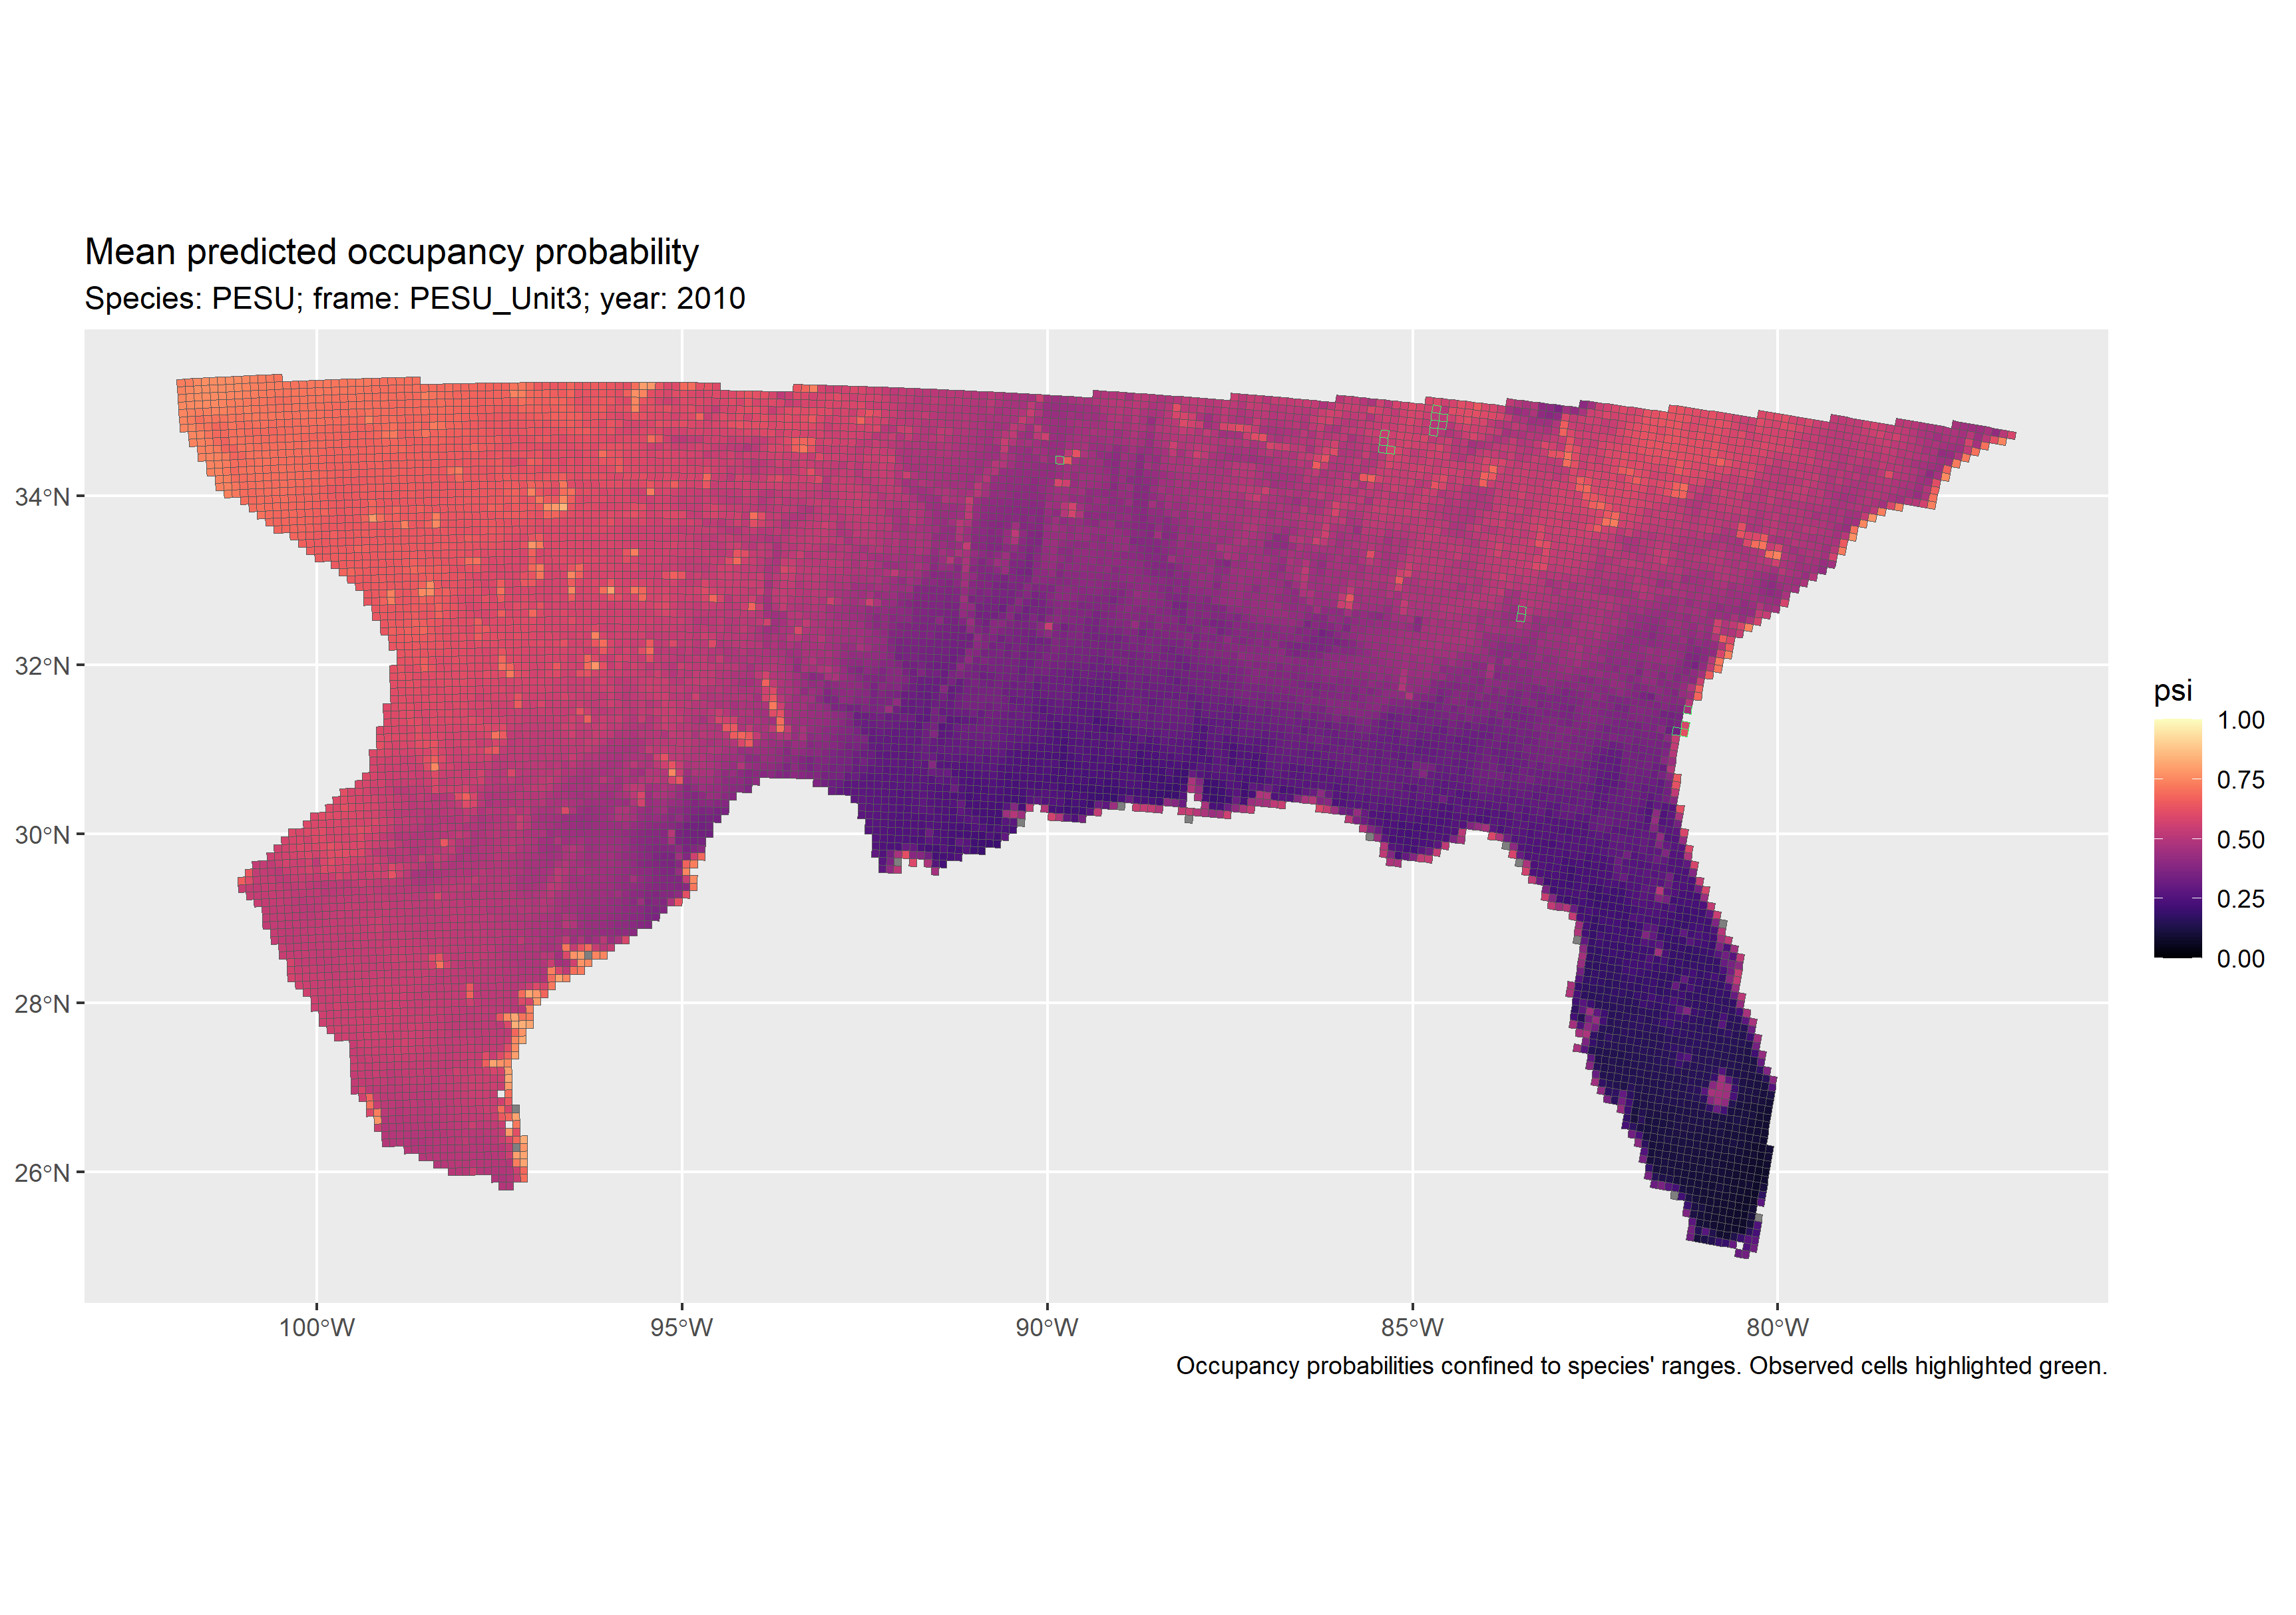 Mean predicted occupancy probability
Species: PESU; frame: PESU_Unit3; year: 2010
34°N
32°N
30°N
28°N
26°N
100°W
95°W
90°W
85°W
80°W
psi
1.00
0.75
0.50
0.25
0.00
Occupancy probabilities confined to species' ranges. Observed cells highlighted green.